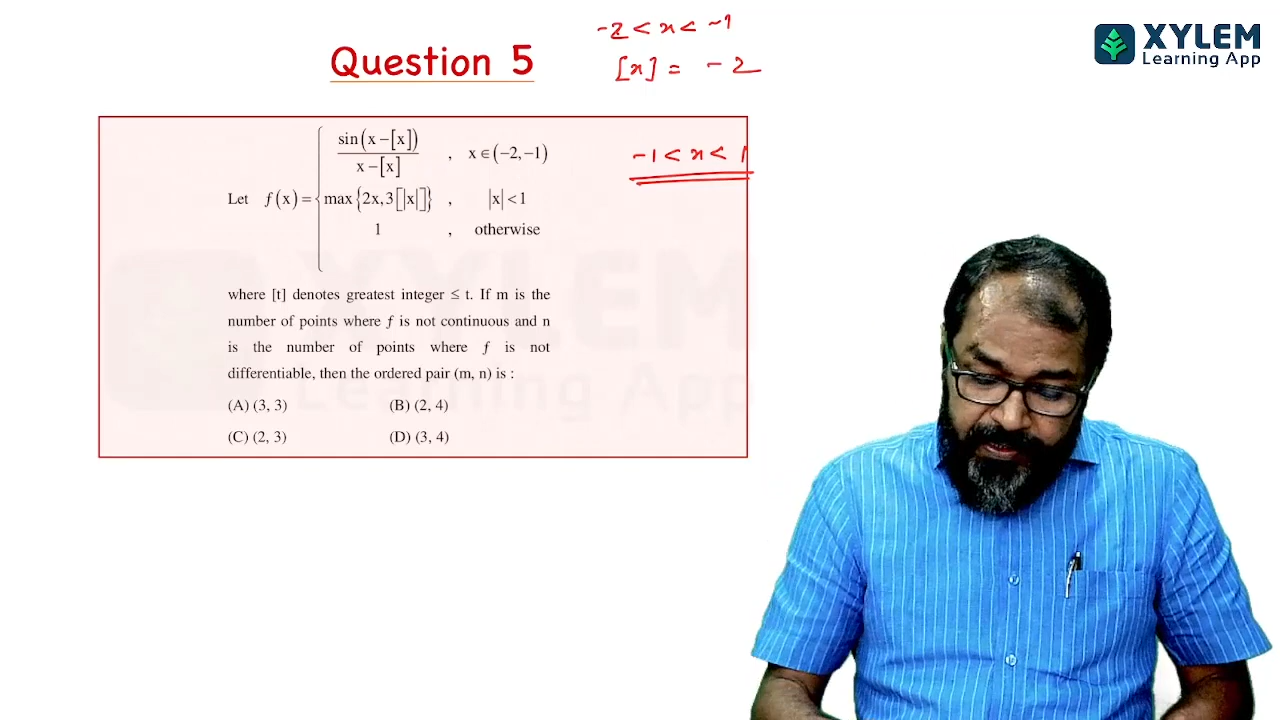 Question 5
-2 < x < -1
[x] = -2
XYLEM
Learning App
-1 < x < 1
Let f(x) = { sin(x-[x]) / x-[x] , x∈(-2,-1)
max{2x,3[|x|]} , |x|<1
1 , otherwise
where [t] denotes greatest integer ≤ t. If m is the
number of points where f is not continuous and n
is the number of points where f is not
differentiable, then the ordered pair (m, n) is :
(A) (3, 3) (B) (2, 4)
(C) (2, 3) (D) (3, 4)
XYLEM
Learning App